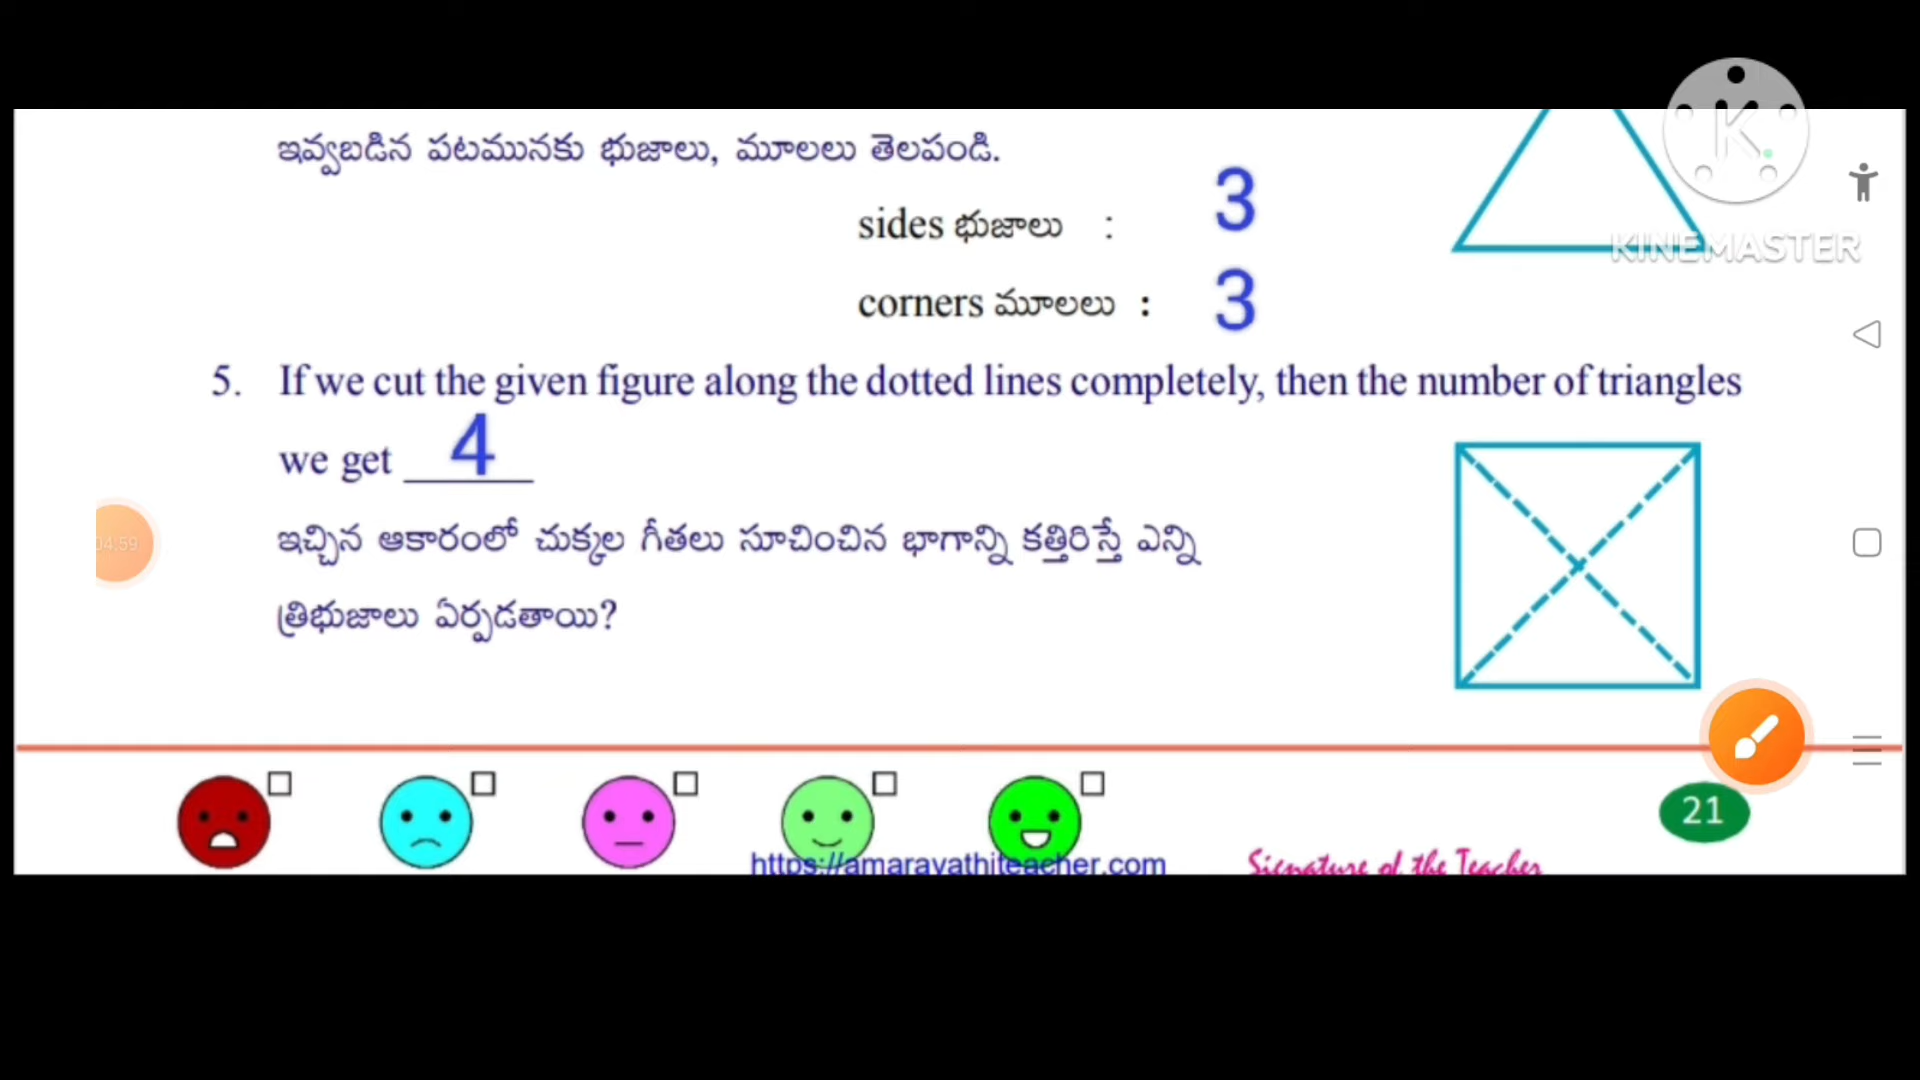 ఇవ్వబడిన పటమునకు భుజాలు, మూలలు తెలపండి.
sides భుజాలు : 3
corners మూలలు : 3
KINEMASTER
5. If we cut the given figure along the dotted lines completely, then the number of triangles
we get 4
ఇచ్చిన ఆకారంలో చుక్కల గీతలు సూచించిన భాగాన్ని కత్తిరిస్తే ఎన్ని
త్రిభుజాలు ఏర్పడతాయి?
04:59
21
https://amaravathiteacher.com
Signature of the Teacher